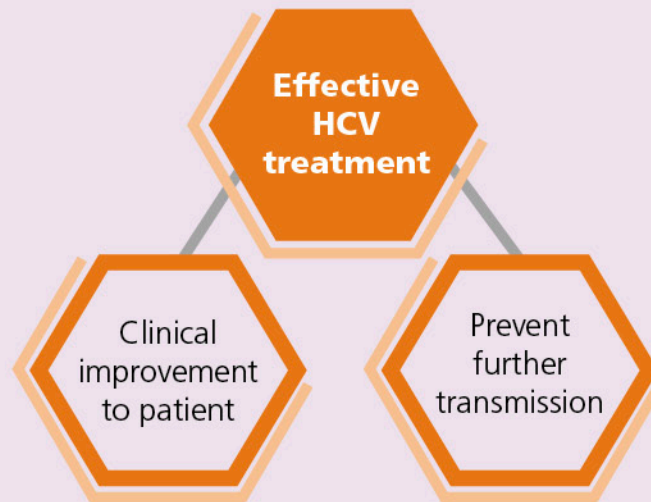 Effective
HCV
treatment
Clinical
improvement
to patient
Prevent
further
transmission